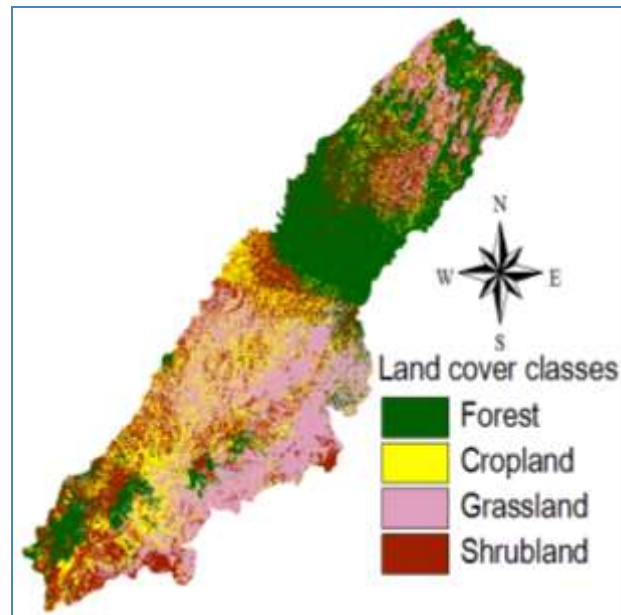 N
W E
S
Land cover classes
Forest
Cropland
Grassland
Shrubland